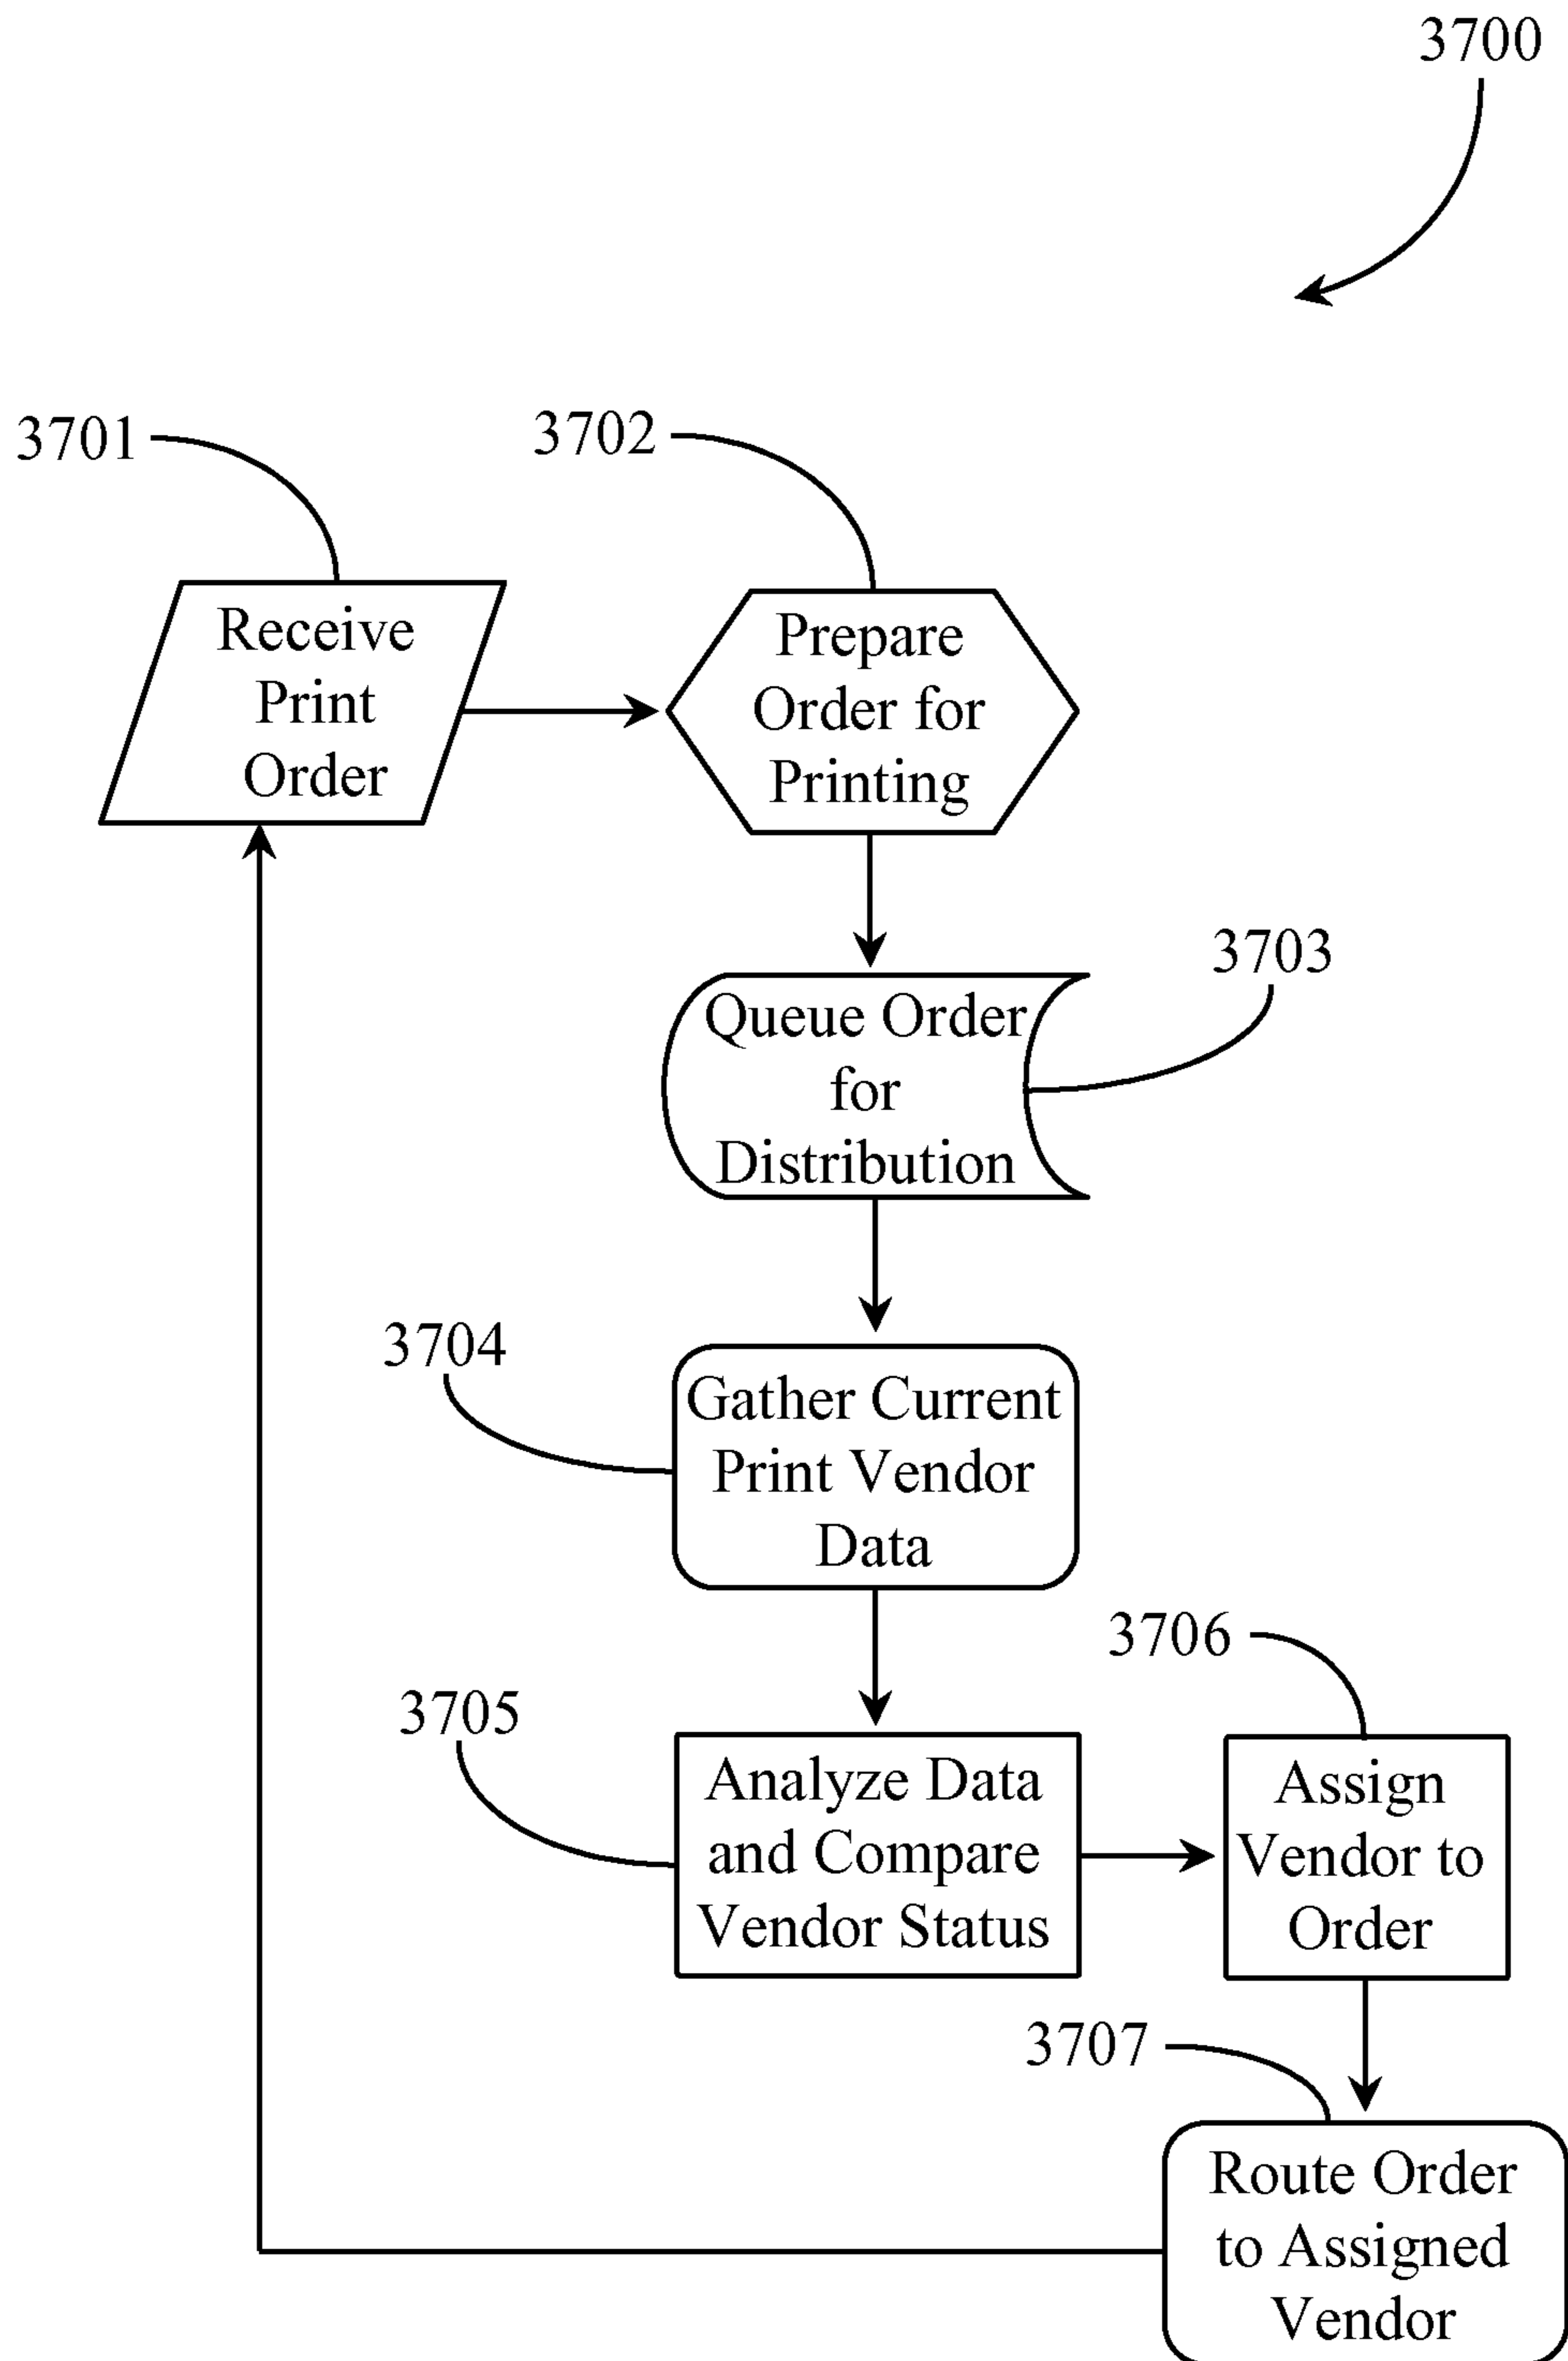 3700
3701
3702
Receive
Print
Order
Prepare
Order for
Printing
3703
Queue Order
for
Distribution
3704
Gather Current
Print Vendor
Data
3705
3706
Analyze Data
and Compare
Vendor Status
Assign
Vendor to
Order
3707
Route Order
to Assigned
Vendor